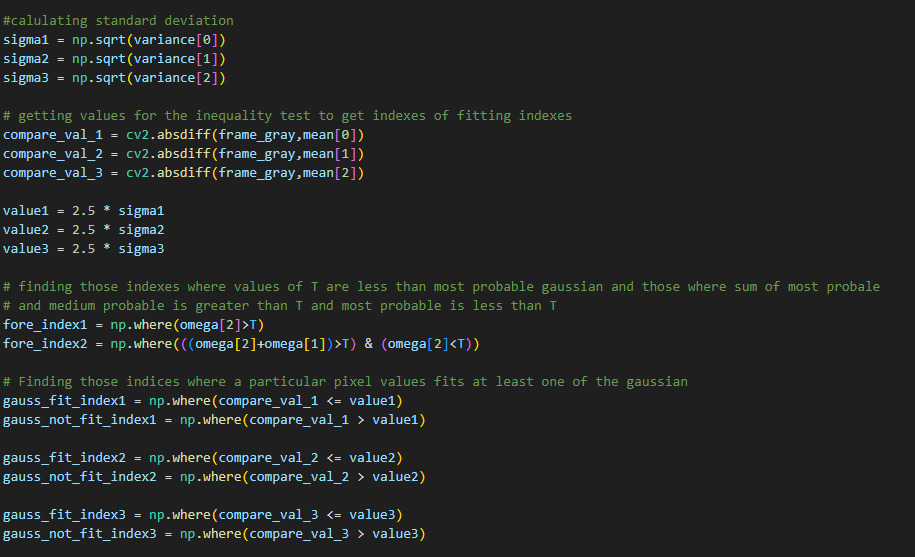 #calulating standard deviation
sigma1 = np.sqrt(variance[0])
sigma2 = np.sqrt(variance[1])
sigma3 = np.sqrt(variance[2])
# getting values for the inequality test to get indexes of fitting indexes
compare_val_1 = cv2.absdiff(frame_gray,mean[0])
compare_val_2 = cv2.absdiff(frame_gray,mean[1])
compare_val_3 = cv2.absdiff(frame_gray,mean[2])
value1 = 2.5 * sigma1
value2 = 2.5 * sigma2
value3 = 2.5 * sigma3
# finding those indexes where values of T are less than most probable gaussian and those where sum of most probale
# and medium probable is greater than T and most probable is less than T
fore_index1 = np.where(omega[2]>T)
fore_index2 = np.where(((omega[2]+omega[1])>T) & (omega[2]<T))
# Finding those indices where a particular pixel values fits at least one of the gaussian
gauss_fit_index1 = np.where(compare_val_1 <= value1)
gauss_not_fit_index1 = np.where(compare_val_1 > value1)
gauss_fit_index2 = np.where(compare_val_2 <= value2)
gauss_not_fit_index2 = np.where(compare_val_2 > value2)
gauss_fit_index3 = np.where(compare_val_3 <= value3)
gauss_not_fit_index3 = np.where(compare_val_3 > value3)